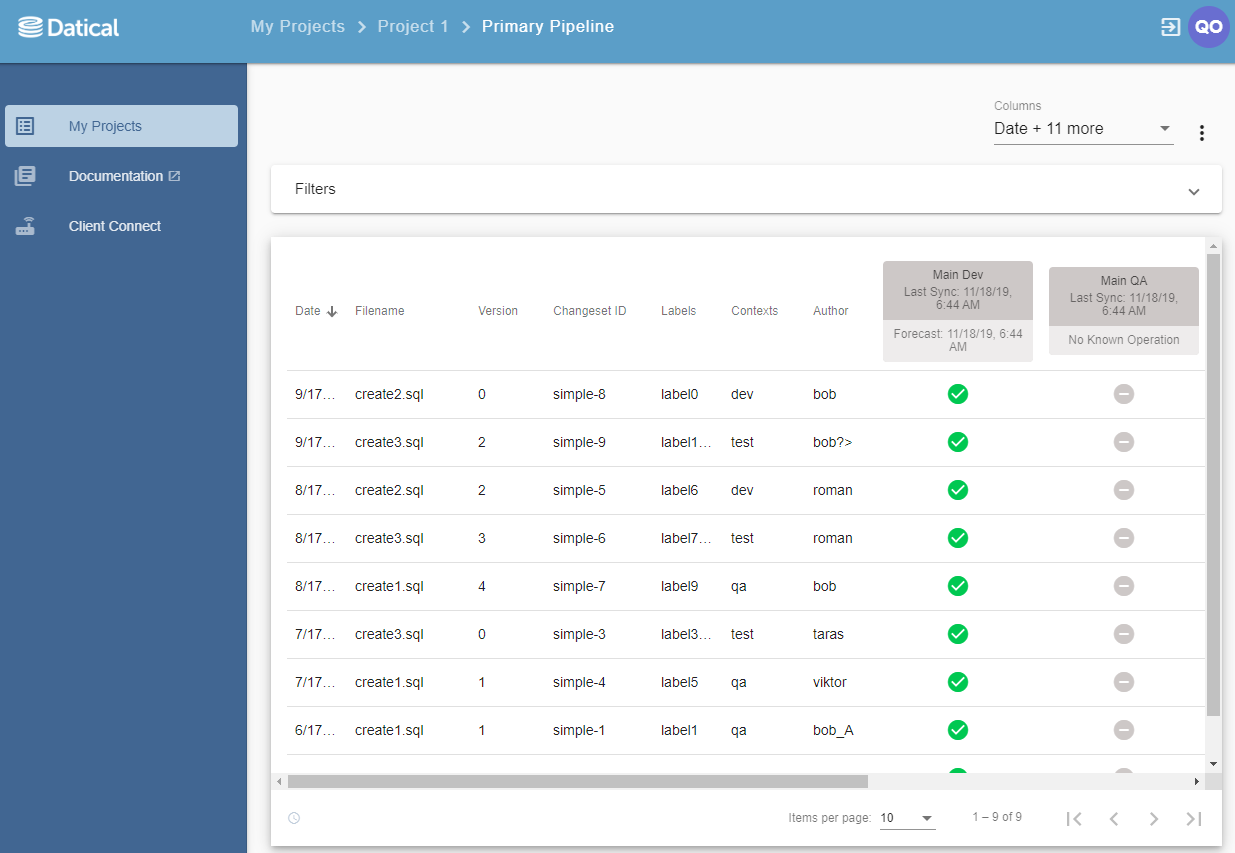 Datical
My Projects > Project 1 > Primary Pipeline
QO
My Projects
Documentation
Client Connect
Columns
Date + 11 more
Filters
Date Filename Version Changeset ID Labels Contexts Author
Main Dev
Last Sync: 11/18/19,
6:44 AM
Forecast: 11/18/19, 6:44
AM
Main QA
Last Sync: 11/18/19,
6:44 AM
No Known Operation
9/17... create2.sql 0 simple-8 label0 dev bob
9/17... create3.sql 2 simple-9 label1... test bob?>
8/17... create2.sql 2 simple-5 label6 dev roman
8/17... create3.sql 3 simple-6 label7... test roman
8/17... create1.sql 4 simple-7 label9 qa bob
7/17... create3.sql 0 simple-3 label3... test taras
7/17... create1.sql 1 simple-4 label5 qa viktor
6/17... create1.sql 1 simple-1 label1 qa bob_A
Items per page: 10 1 – 9 of 9